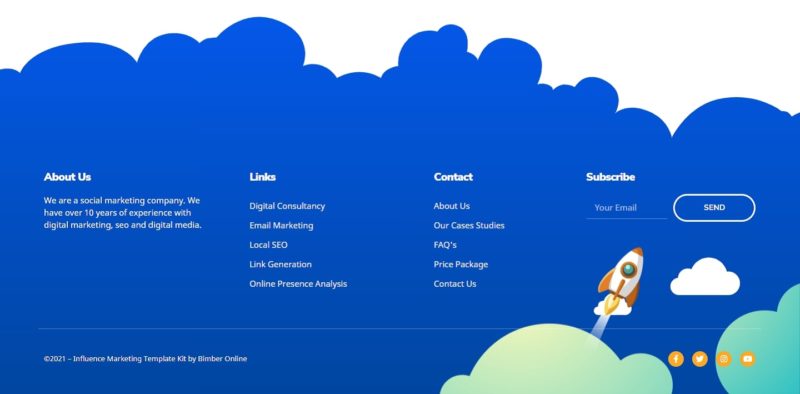 About Us
We are a social marketing company. We
have over 10 years of experience with
digital marketing, seo and digital media.
Links
Digital Consultancy
Email Marketing
Local SEO
Link Generation
Online Presence Analysis
Contact
About Us
Our Cases Studies
FAQ's
Price Package
Contact Us
Subscribe
Your Email
SEND
©2021 – Influence Marketing Template Kit by Bimber Online